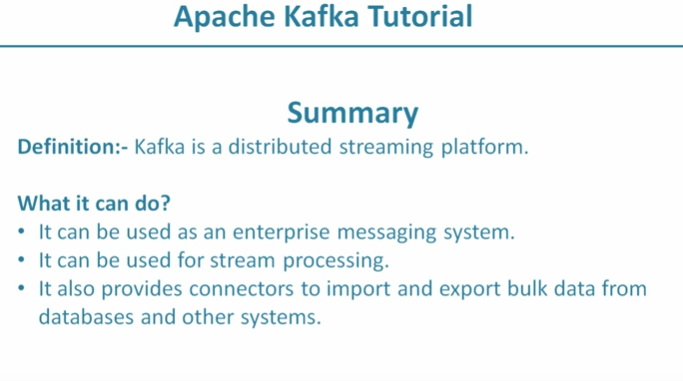 Apache Kafka Tutorial
Summary
Definition:- Kafka is a distributed streaming platform.
What it can do?
• It can be used as an enterprise messaging system.
• It can be used for stream processing.
• It also provides connectors to import and export bulk data from
databases and other systems.